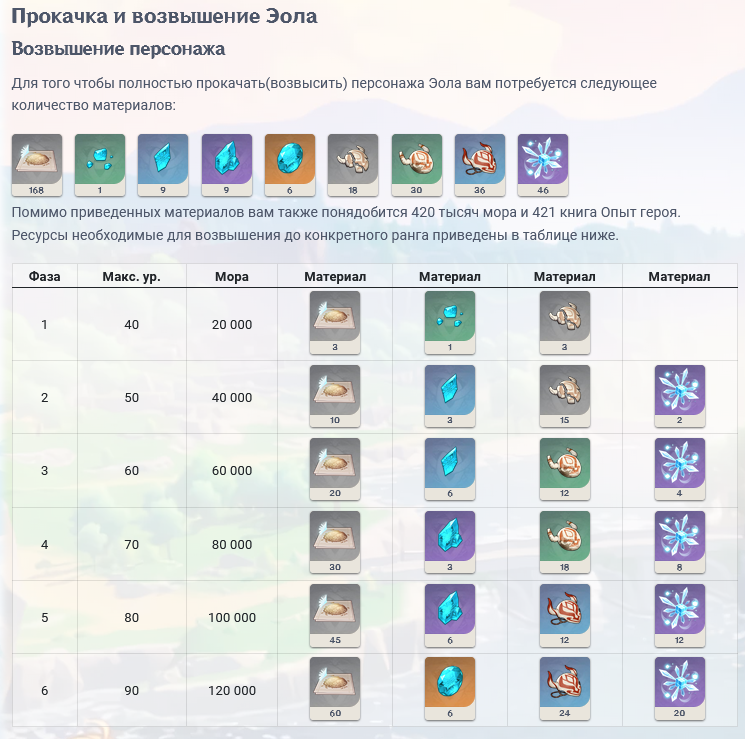 Прокачка и возвышение Эола
Возвышение персонажа
Для того чтобы полностью прокачать(возвысить) персонажа Эола вам потребуется следующее
количество материалов:
168 1 9 9 6 18 30 36 46
Помимо приведенных материалов вам также понядобится 420 тысяч мора и 421 книга Опыт героя.
Ресурсы необходимые для возвышения до конкретного ранга приведены в таблице ниже.
Фаза Макс. ур. Мора Материал Материал Материал Материал
1 40 20 000 3 1 3
2 50 40 000 10 3 15 2
3 60 60 000 20 6 12 4
4 70 80 000 30 3 18 8
5 80 100 000 45 6 12 12
6 90 120 000 60 6 24 20